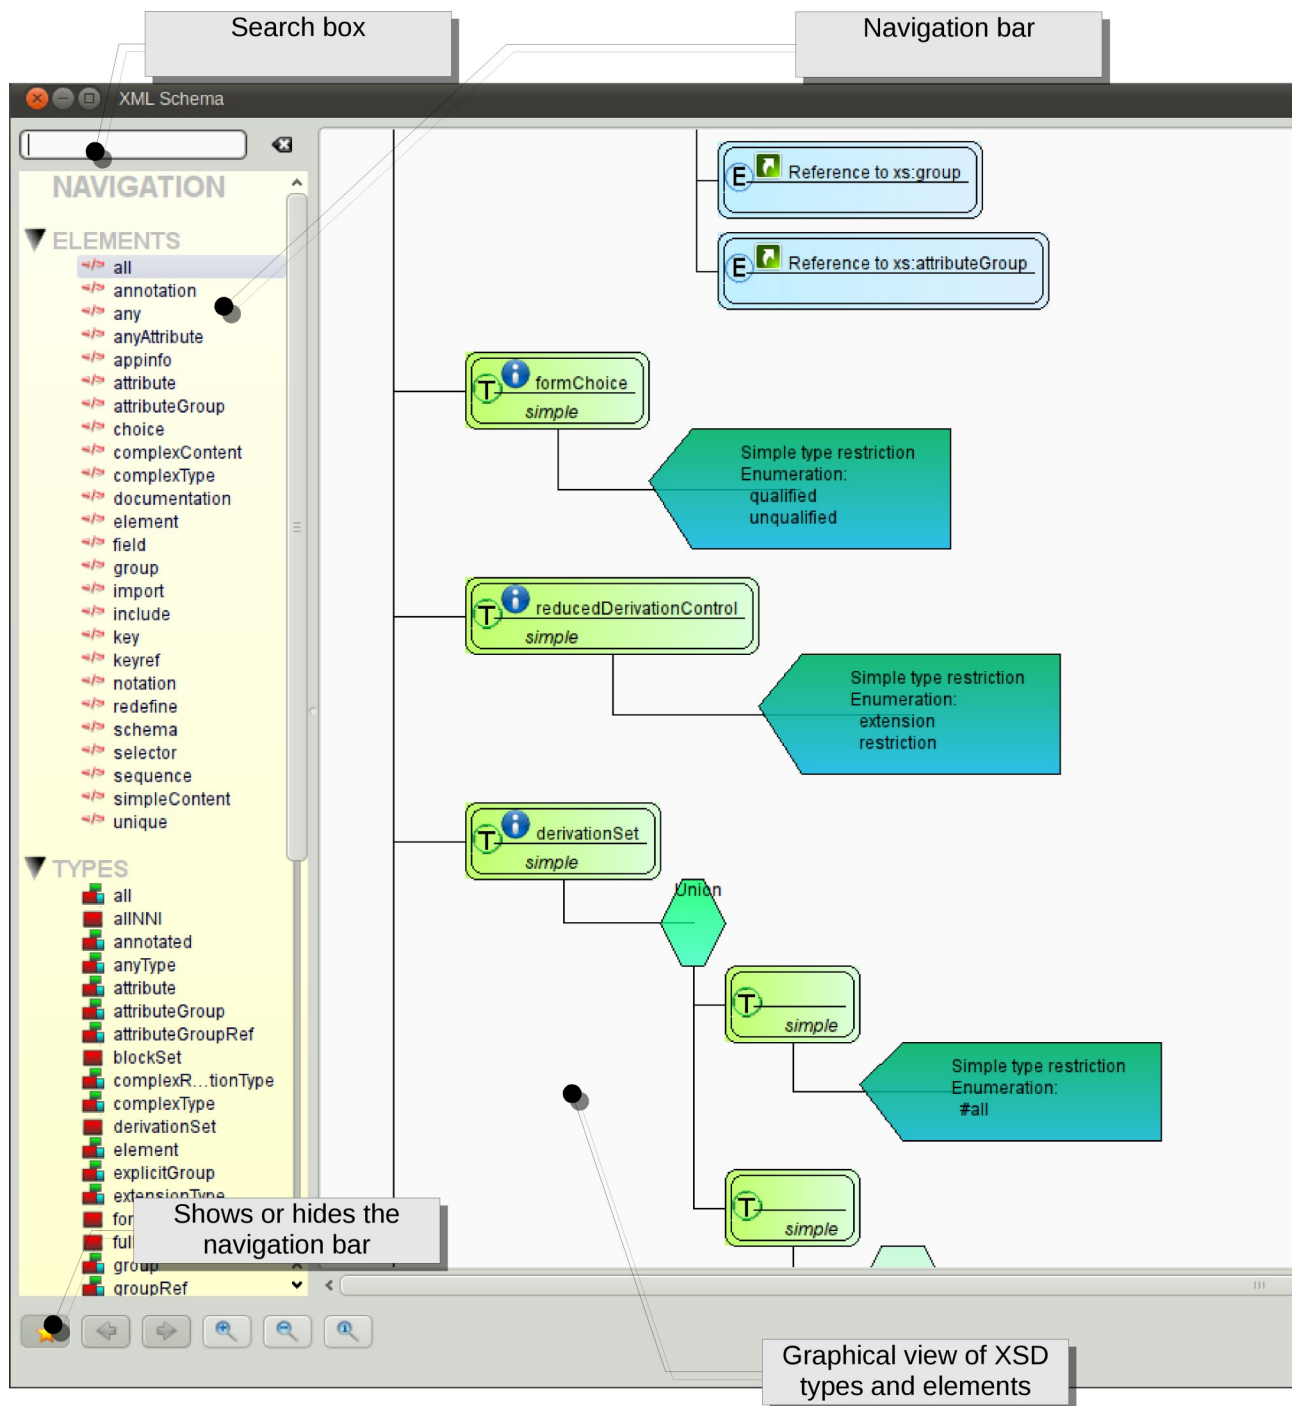 Search box
Navigation bar
XML Schema
NAVIGATION
ELEMENTS
all
annotation
any
anyAttribute
appinfo
attribute
attributeGroup
choice
complexContent
complexType
documentation
element
field
group
import
include
key
keyref
notation
redefine
schema
selector
sequence
simpleContent
unique
TYPES
all
allNNI
annotated
anyType
attribute
attributeGroup
attributeGroupRef
blockSet
complexR...tionType
complexType
derivationSet
element
explicitGroup
extensionType
for
full
group
groupRef
Shows or hides the
navigation bar
E Reference to xs:group
E Reference to xs:attributeGroup
T formChoice
simple
Simple type restriction
Enumeration:
qualified
unqualified
T reducedDerivationControl
simple
Simple type restriction
Enumeration:
extension
restriction
T derivationSet
simple
Union
T
simple
Simple type restriction
Enumeration:
#all
T
simple
Graphical view of XSD
types and elements